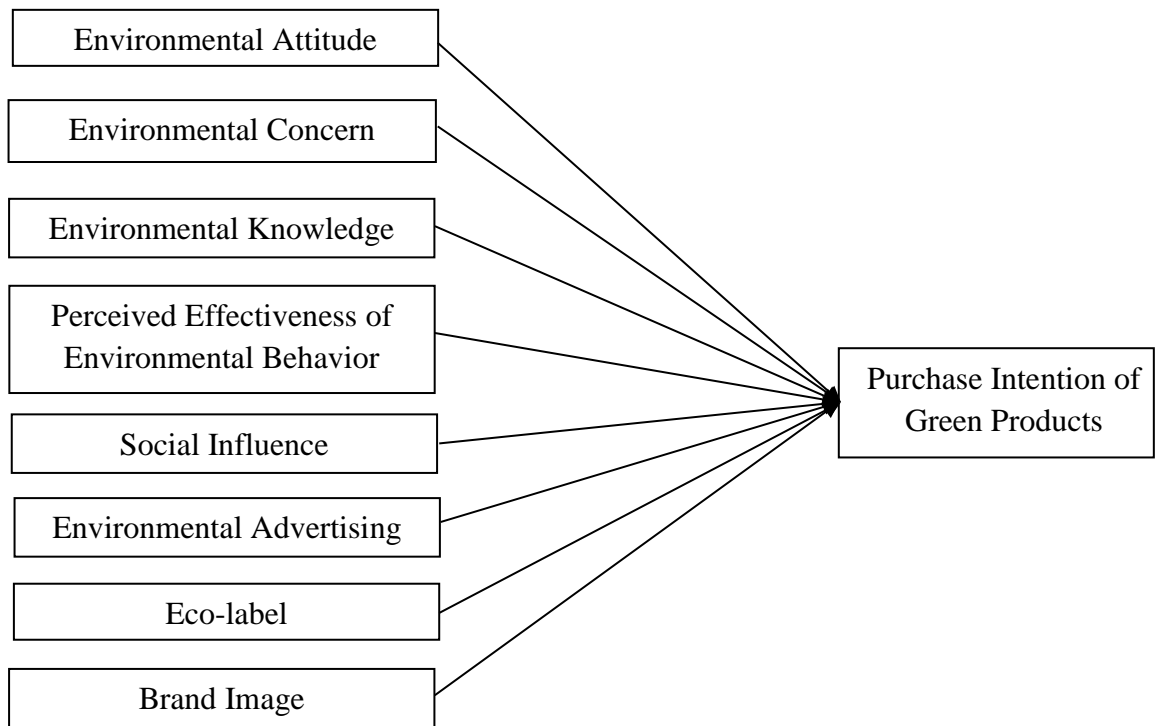 Environmental Attitude
Environmental Concern
Environmental Knowledge
Perceived Effectiveness of
Environmental Behavior
Social Influence
Environmental Advertising
Eco-label
Brand Image
Purchase Intention of
Green Products